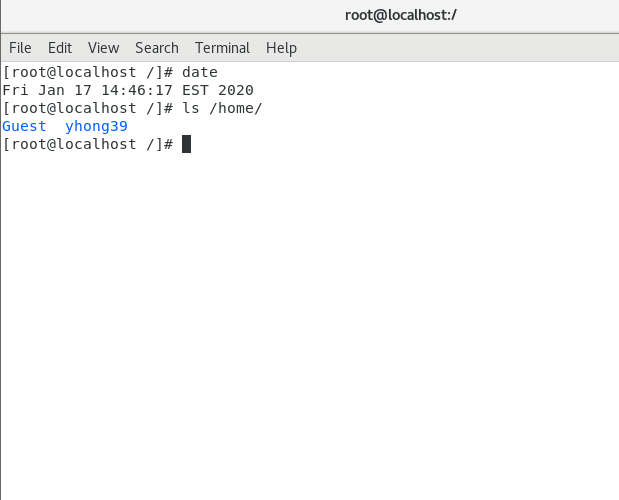 root@localhost:/
File Edit View Search Terminal Help
[root@localhost /]# date
Fri Jan 17 14:46:17 EST 2020
[root@localhost /]# ls /home/
Guest  yhong39
[root@localhost /]#